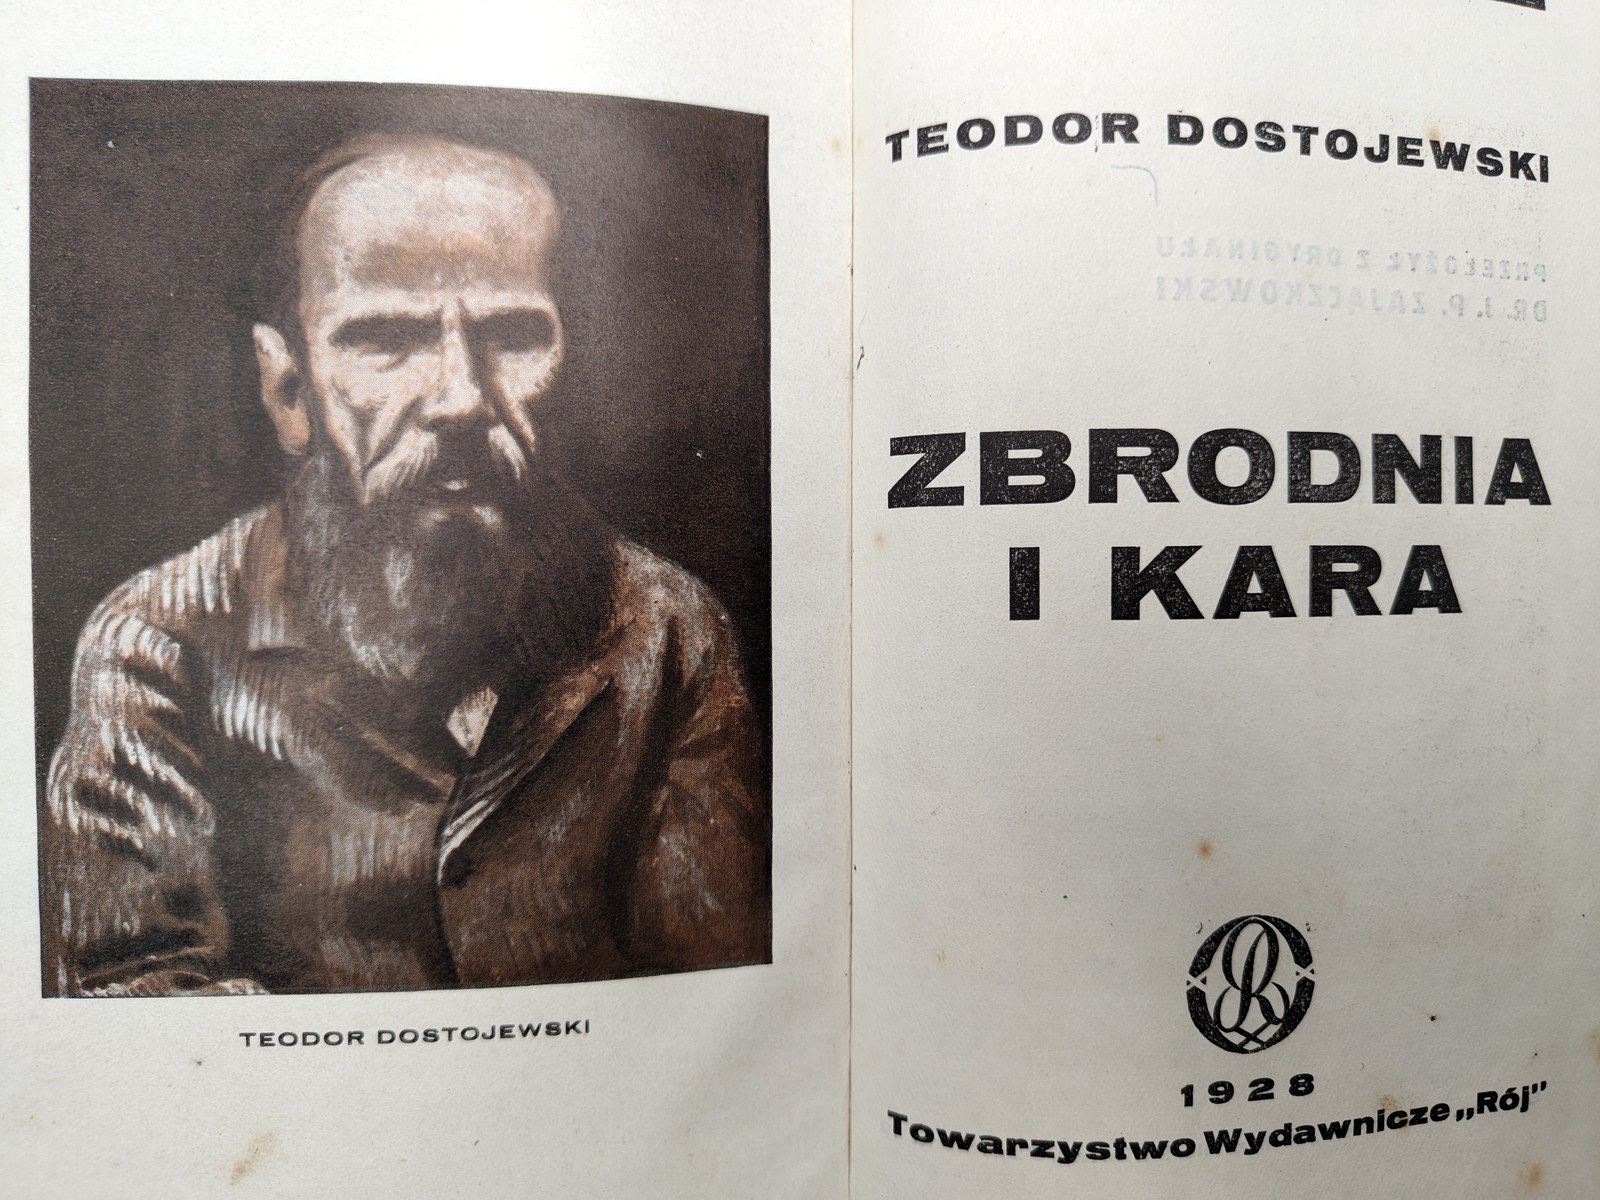 TEODOR DOSTOJEWSKI
TEODOR DOSTOJEWSKI
PRZEŁOŻYŁ Z ORYGINAŁU
DR. J. P. ZAJĄCZKOWSKI
ZBRODNIA
I KARA
R
1928
Towarzystwo Wydawnicze „Rój”